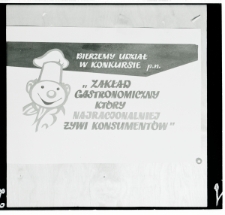 BIERZEMY UDZIAŁ
W KONKURSIE p.n.
„ZAKŁAD
GASTRONOMICZNY
KTÓRY
NAJRACJONALNIEJ
ŻYWI KONSUMENTÓW"